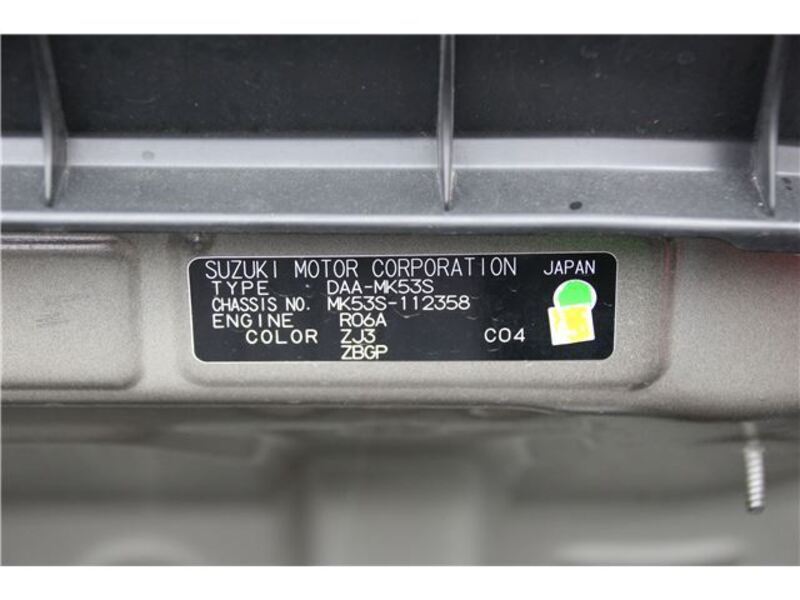 SUZUKI MOTOR CORPORATION JAPAN
TYPE DAA-MK53S
CHASSIS NO. MK53S-112358
ENGINE R06A
COLOR ZJ3 C04
ZBGP